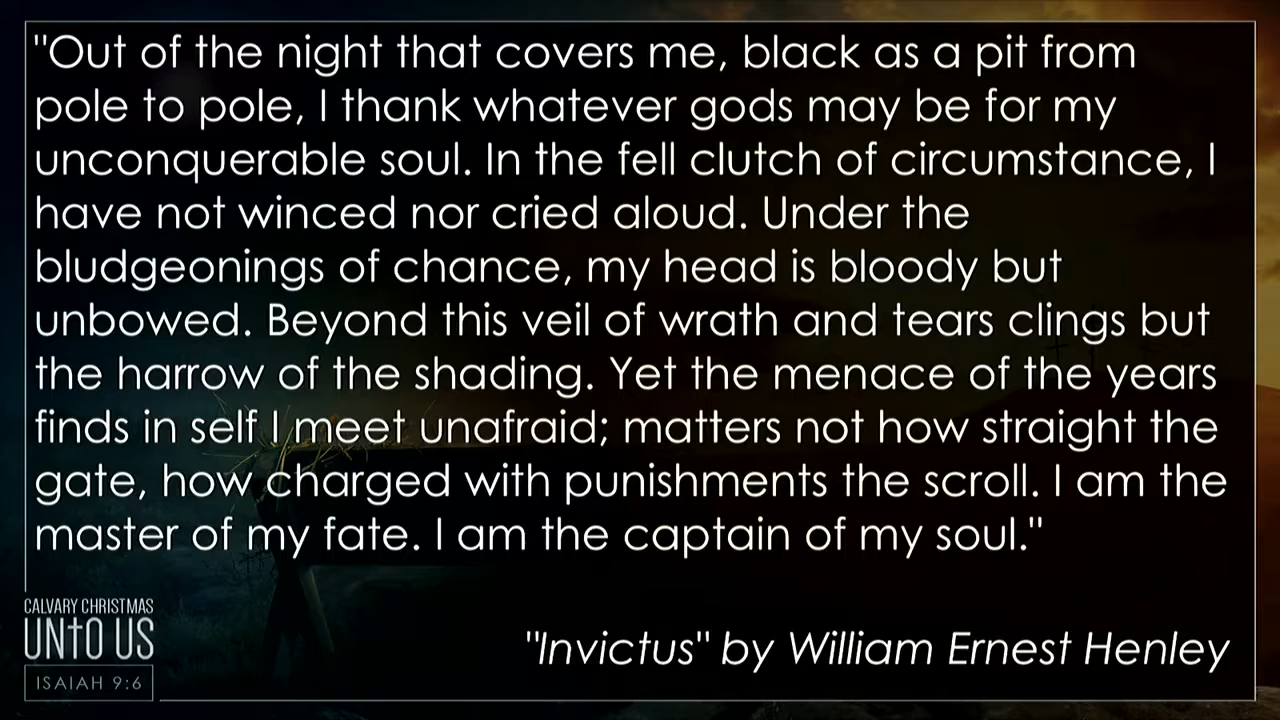 "Out of the night that covers me, black as a pit from
pole to pole, I thank whatever gods may be for my
unconquerable soul. In the fell clutch of circumstance, I
have not winced nor cried aloud. Under the
bludgeonings of chance, my head is bloody but
unbowed. Beyond this veil of wrath and tears clings but
the harrow of the shading. Yet the menace of the years
finds in self I meet unafraid; matters not how straight the
gate, how charged with punishments the scroll. I am the
master of my fate. I am the captain of my soul."
"Invictus" by William Ernest Henley
CALVARY CHRISTMAS
UNTO US
ISAIAH 9:6